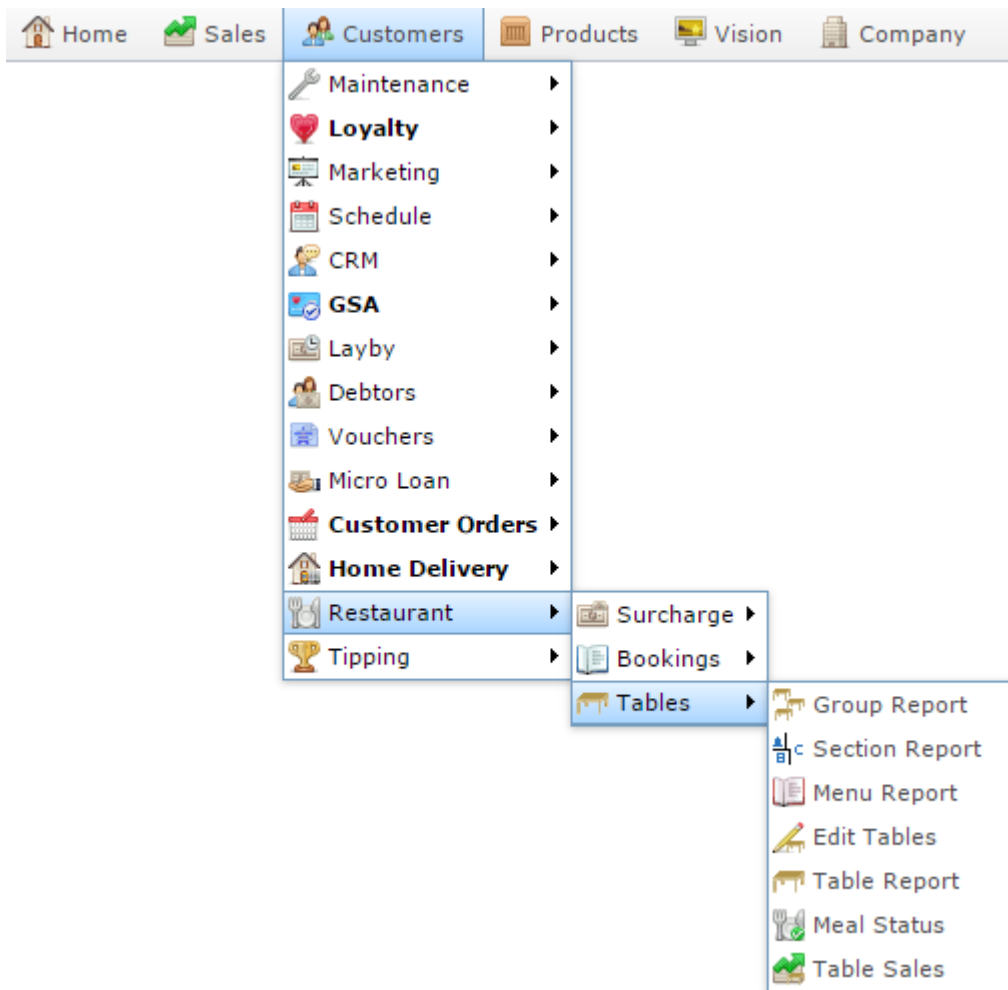 Home Sales Customers Products Vision Company
Maintenance
Loyalty
Marketing
Schedule
CRM
GSA
Layby
Debtors
Vouchers
Micro Loan
Customer Orders
Home Delivery
Restaurant
Tipping
Surcharge
Bookings
Tables
Group Report
Section Report
Menu Report
Edit Tables
Table Report
Meal Status
Table Sales